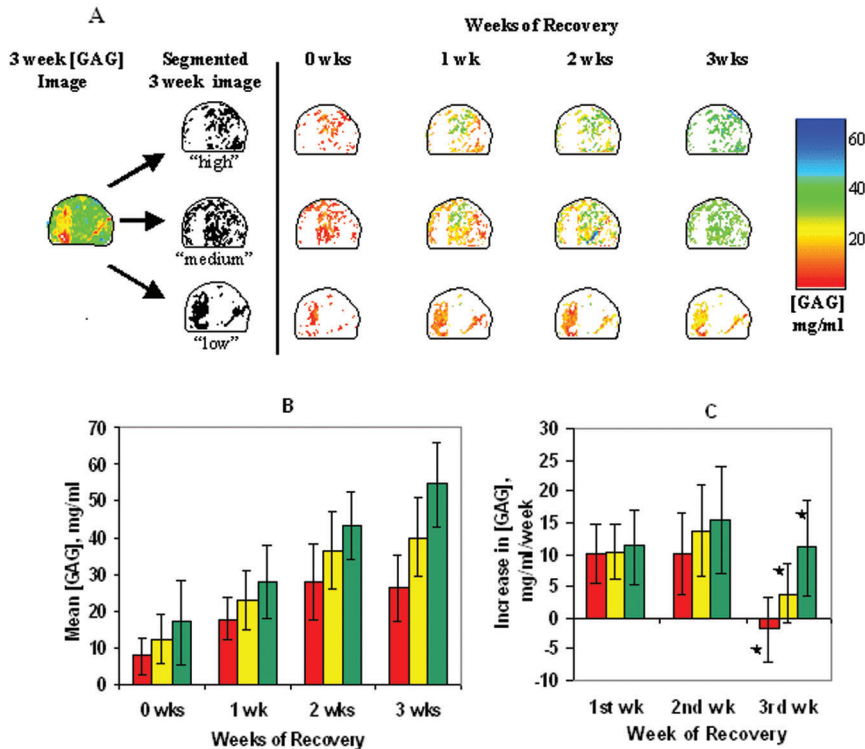 A
Weeks of Recovery
3 week [GAG]
Image
Segmented
3 week image
0 wks
1 wk
2 wks
3wks
"high"
"medium"
"low"
60
40
20
[GAG]
mg/ml
B
Mean [GAG], mg/ml
70
60
50
40
30
20
10
0
0 wks
1 wk
2 wks
3 wks
Weeks of Recovery
C
Increase in [GAG],
mg/ml/week
30
25
20
15
10
5
0
-5
-10
1st wk
2nd wk
3rd wk
Week of Recovery